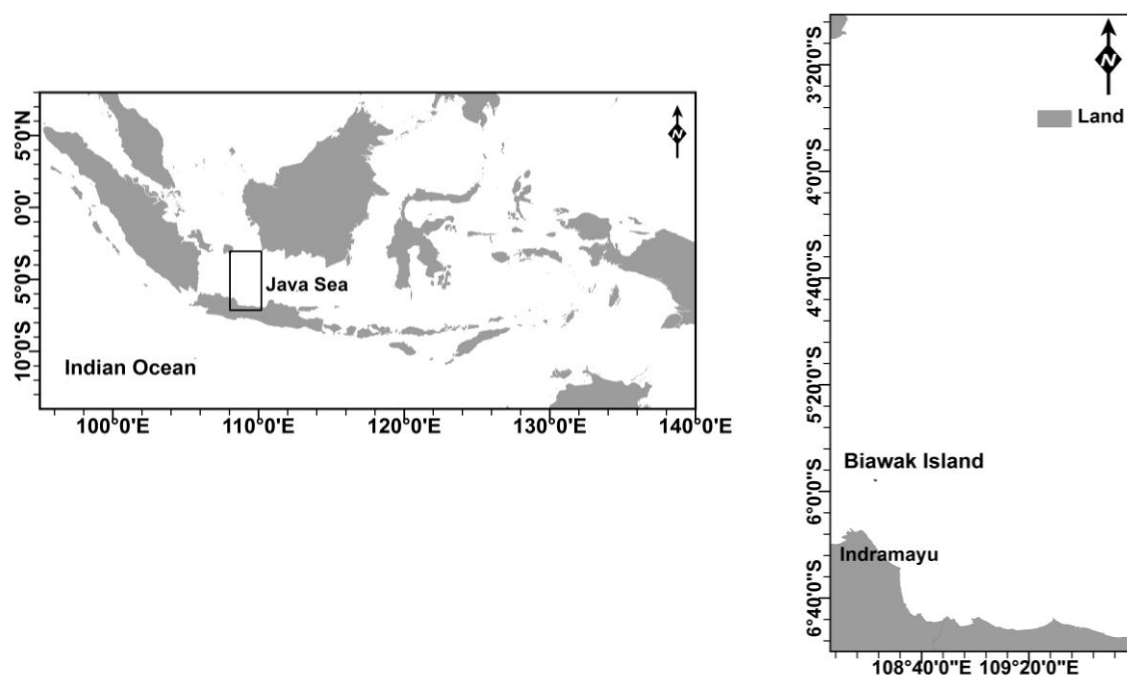 5°0'N
0°0'
5°0'S
10°0'S
N
Java Sea
Indian Ocean
100°0'E
110°0'E
120°0'E
130°0'E
140°0'E
3°20'0"S
4°0'0"S
4°40'0"S
5°20'0"S
6°0'0"S
6°40'0"S
N
Land
Biawak Island
Indramayu
108°40'0"E
109°20'0"E